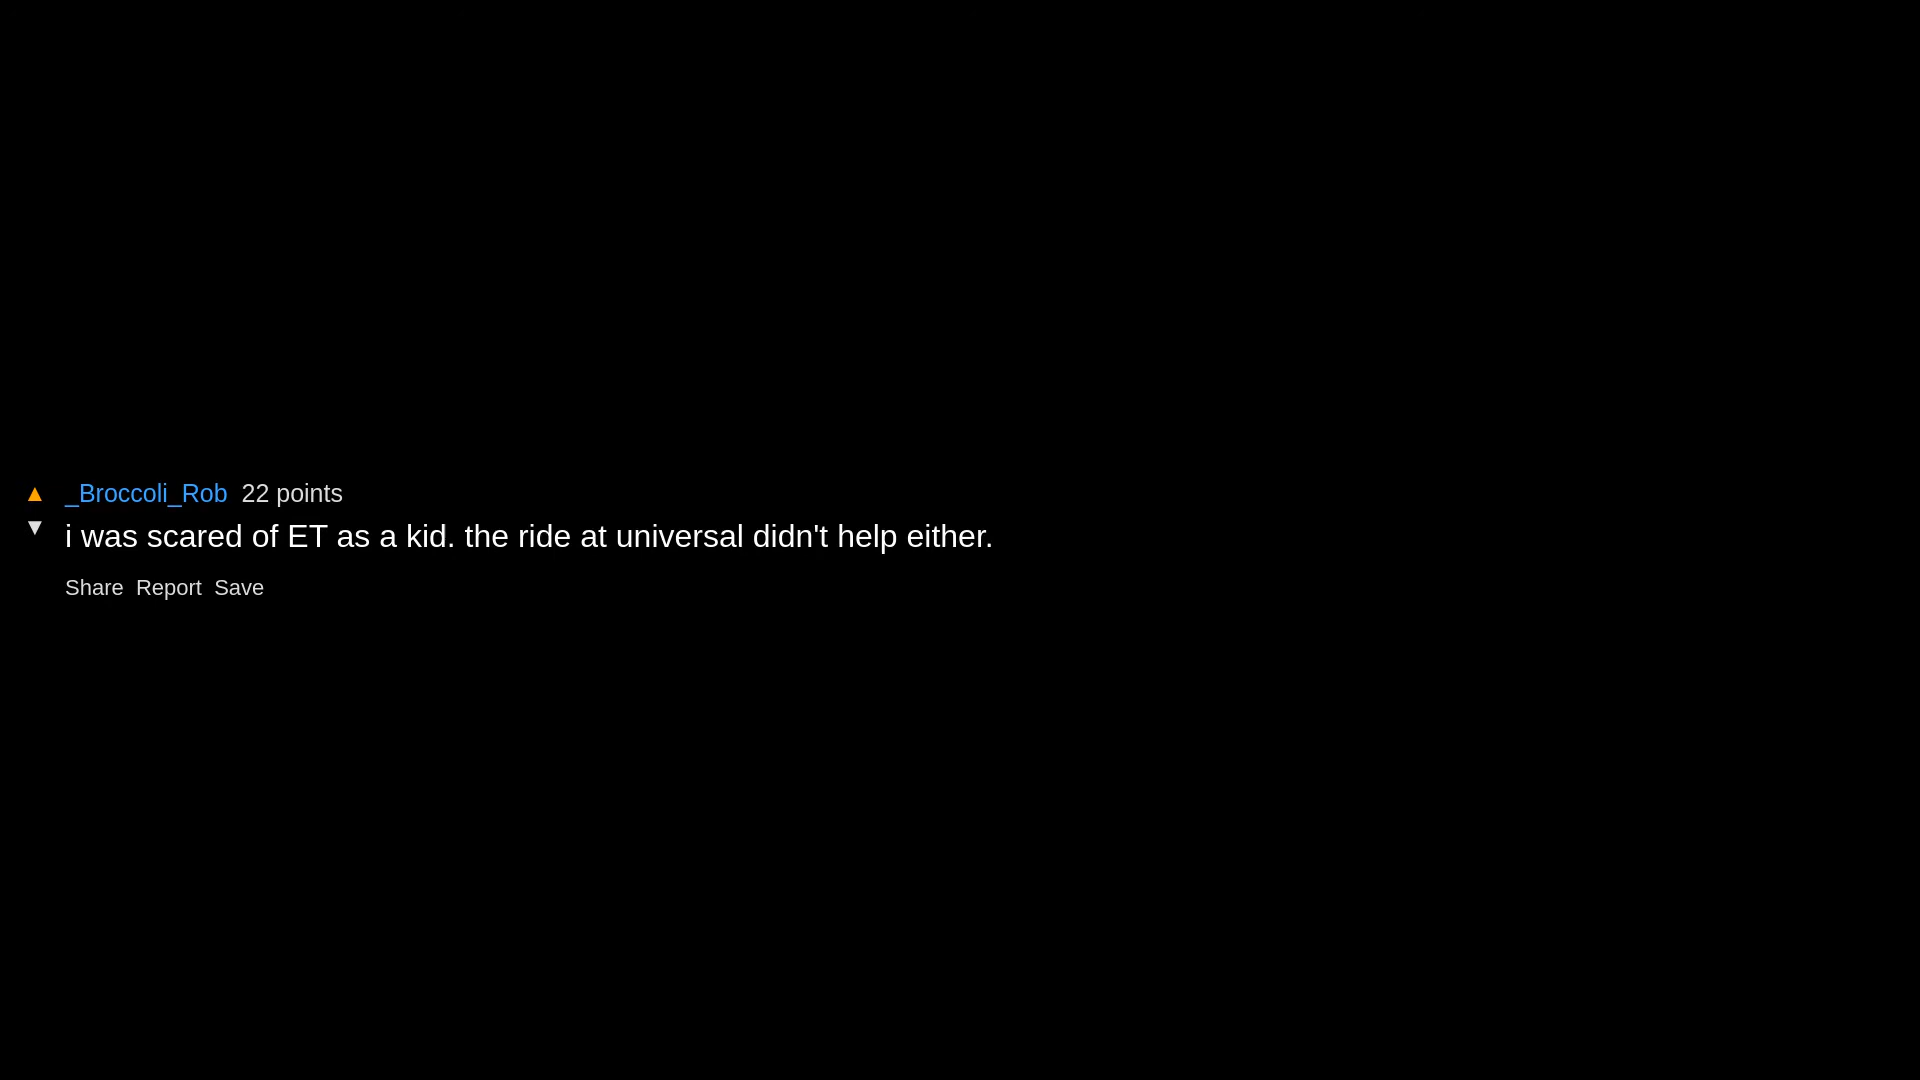 ▲ _Broccoli_Rob 22 points
▼ i was scared of ET as a kid. the ride at universal didn't help either.
Share Report Save